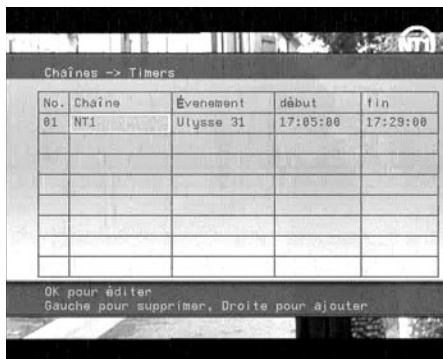 NT1
Chaînes -> Timers
No. Chaîne Évenement début fin
01 NT1 Ulysse 31 17:05:00 17:29:00
OK pour éditer
Gauche pour supprimer, Droite pour ajouter